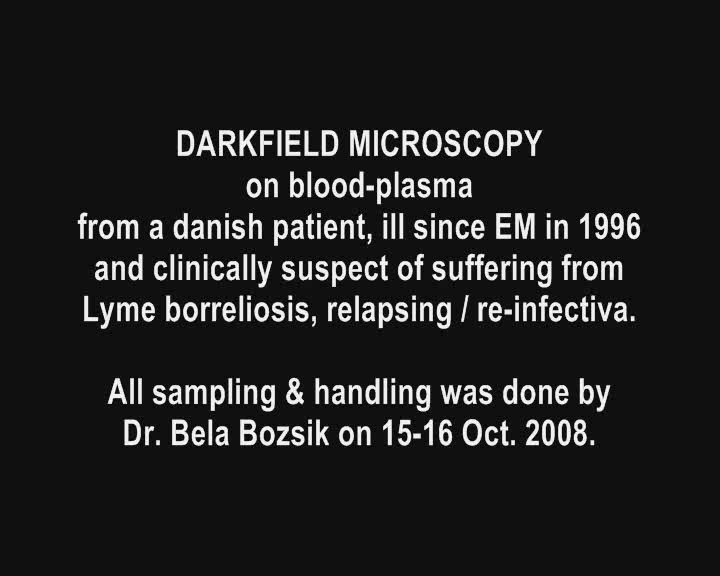 DARKFIELD MICROSCOPY
on blood-plasma
from a danish patient, ill since EM in 1996
and clinically suspect of suffering from
Lyme borreliosis, relapsing / re-infectiva.
All sampling & handling was done by
Dr. Bela Bozsik on 15-16 Oct. 2008.